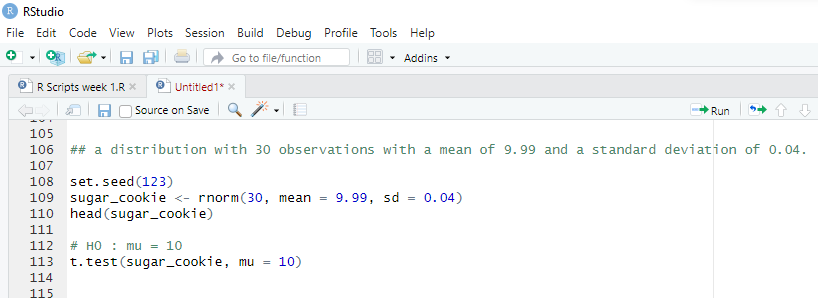 RStudio
File Edit Code View Plots Session Build Debug Profile Tools Help
Go to file/function Addins
R Scripts week 1.R Untitled1*
Source on Save Run
105
106 ## a distribution with 30 observations with a mean of 9.99 and a standard deviation of 0.04.
107
108 set.seed(123)
109 sugar_cookie <- rnorm(30, mean = 9.99, sd = 0.04)
110 head(sugar_cookie)
111
112 # H0 : mu = 10
113 t.test(sugar_cookie, mu = 10)
114
115